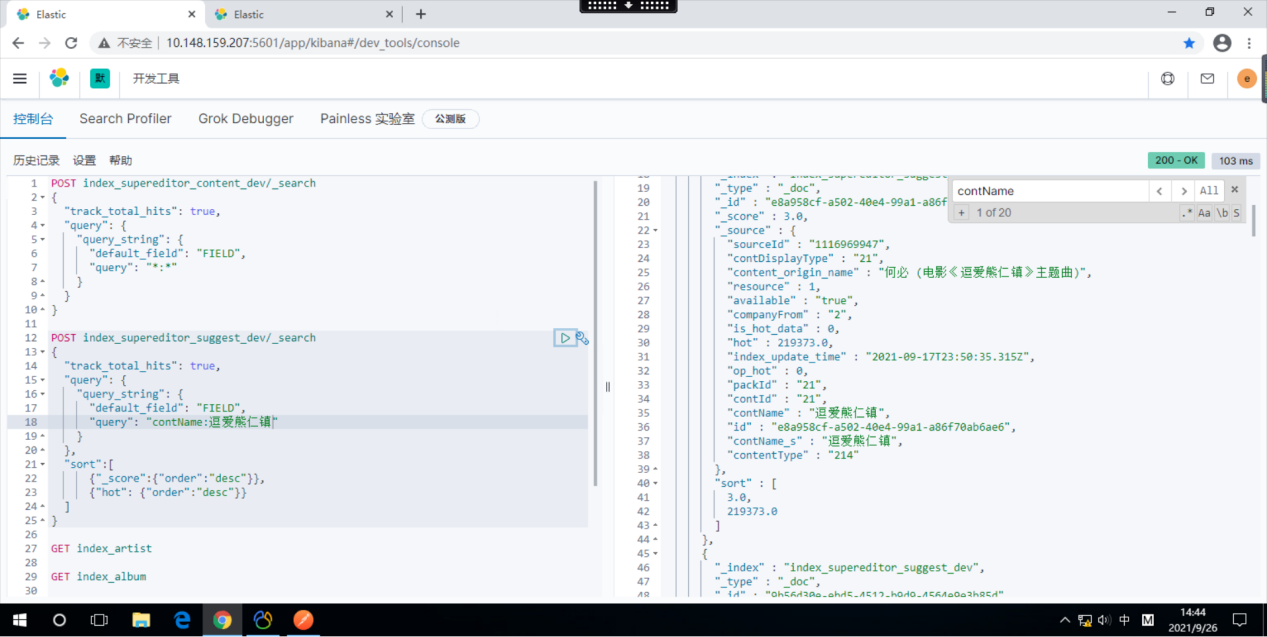 Elastic
Elastic
不安全 10.148.159.207:5601/app/kibana#/dev_tools/console
默 开发工具 e
控制台 Search Profiler Grok Debugger Painless 实验室 公测版
历史记录 设置 帮助 200 - OK 103 ms
1 POST index_supereditor_content_dev/_search
2 {
3 "track_total_hits": true,
4 "query": {
5 "query_string": {
6 "default_field": "FIELD",
7 "query": "*:*"
8 }
9 }
10 }
11
12 POST index_supereditor_suggest_dev/_search
13 {
14 "track_total_hits": true,
15 "query": {
16 "query_string": {
17 "default_field": "FIELD",
18 "query": "contName:逗爱熊仁镇"
19 }
20 },
21 "sort":[
22 {"_score":{"order":"desc"}},
23 {"hot": {"order":"desc"}}
24 ]
25 }
26
27 GET index_artist
28
29 GET index_album
30
contName All
1 of 20 .* Aa \b S
19 "_type" : "_doc",
20 "_id" : "e8a958cf-a502-40e4-99a1-a86f
21 "_score" : 3.0,
22 "_source" : {
23 "sourceId" : "1116969947",
24 "contDisplayType" : "21",
25 "content_origin_name" : "何必 (电影《逗爱熊仁镇》主题曲)",
26 "resource" : 1,
27 "available" : "true",
28 "companyFrom" : "2",
29 "is_hot_data" : 0,
30 "hot" : 219373.0,
31 "index_update_time" : "2021-09-17T23:50:35.315Z",
32 "op_hot" : 0,
33 "packId" : "21",
34 "contId" : "21",
35 "contName" : "逗爱熊仁镇",
36 "id" : "e8a958cf-a502-40e4-99a1-a86f70ab6ae6",
37 "contName_s" : "逗爱熊仁镇",
38 "contentType" : "214"
39 },
40 "sort" : [
41 3.0,
42 219373.0
43 ]
44 },
45 {
46 "_index" : "index_supereditor_suggest_dev",
47 "_type" : "_doc",
中 M 14:44
2021/9/26